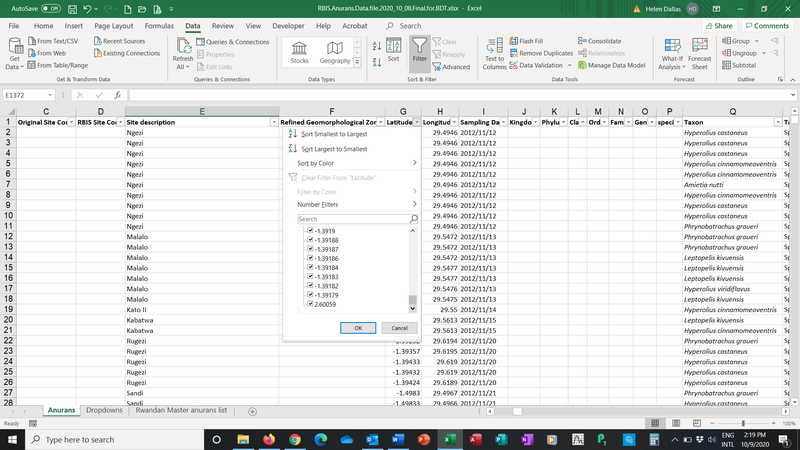 AutoSave Off RBIS.Anurans.Data.file.2020_10_08.Final.for.BDT.xlsx - Excel Helen Dallas
File Home Insert Page Layout Formulas Data Review View Developer Help Acrobat Search Share Comments
Get Data
From Text/CSV
From Web
From Table/Range
Recent Sources
Existing Connections
Get & Transform Data
Refresh All
Queries & Connections
Properties
Edit Links
Queries & Connections
Stocks Geography
Data Types
Sort
Filter
Clear
Reapply
Advanced
Sort & Filter
Text to Columns
Flash Fill
Remove Duplicates
Data Validation
Consolidate
Relationships
Manage Data Model
Data Tools
What-If Analysis
Forecast Sheet
Forecast
Group
Ungroup
Subtotal
Outline
E1372 fx
C D E F G H I J K L M N O P Q
1 Original Site Cod RBIS Site Cod Site description Refined Geomorphological Zon Latitude Longitud Sampling Da Kingdo Phylu Cla Ord Fam Gen speci Taxon Ta
2 Ngezi 29.4946 2012/11/12 Hyperolius castaneus
3 Ngezi 29.4946 2012/11/12 Hyperolius castaneus
4 Ngezi 29.4946 2012/11/12 Hyperolius castaneus
5 Ngezi 29.4946 2012/11/12 Hyperolius cinnamomeoventris
6 Ngezi 29.4946 2012/11/12 Hyperolius cinnamomeoventris
7 Ngezi 29.4946 2012/11/12 Amietia nutti
8 Ngezi 29.4946 2012/11/12 Hyperolius cinnamomeoventris
9 Ngezi 29.4946 2012/11/12 Hyperolius castaneus
10 Ngezi 29.4946 2012/11/12 Hyperolius castaneus
11 Ngezi 29.4946 2012/11/12 Phrynobatrachus graueri
12 Malalo 29.5472 2012/11/13 Hyperolius castaneus
13 Malalo 29.5472 2012/11/13 Phrynobatrachus graueri
14 Malalo 29.5472 2012/11/13 Leptopelis kivuensis
15 Malalo 29.5472 2012/11/13 Leptopelis kivuensis
16 Malalo 29.5477 2012/11/13 Leptopelis kivuensis
17 Malalo 29.5476 2012/11/13 Hyperolius viridiflavus
18 Malalo 29.5475 2012/11/13 Leptopelis kivuensis
19 Kato II 29.55 2012/11/14 Hyperolius cinnamomeoventris
20 Kabatwa 29.5613 2012/11/15 Leptopelis kivuensis
21 Kabatwa 29.5613 2012/11/15 Hyperolius cinnamomeoventris
22 Rugezi 29.6194 2012/11/20 Phrynobatrachus graueri
23 Rugezi -1.39357 29.6195 2012/11/20 Hyperolius castaneus
24 Rugezi -1.39433 29.619 2012/11/20 Hyperolius castaneus
25 Rugezi -1.39432 29.619 2012/11/20 Hyperolius castaneus
26 Rugezi -1.39424 29.6189 2012/11/20 Hyperolius castaneus
27 Sandi -1.4983 29.4967 2012/11/21 Phrynobatrachus graueri
28 Sandi -1.49833 29.4966 2012/11/21 Hyperolius cinnamomeoventris
Sort Smallest to Largest
Sort Largest to Smallest
Sort by Color
Clear Filter From "Latitude"
Filter by Color
Number Filters
Search
-1.3919
-1.39188
-1.39187
-1.39186
-1.39184
-1.39183
-1.39182
-1.39179
2.60059
OK Cancel
Anurans Dropdowns Rwandan Master anurans list
Ready 100%
Type here to search ENG INTL 2:19 PM 10/9/2020